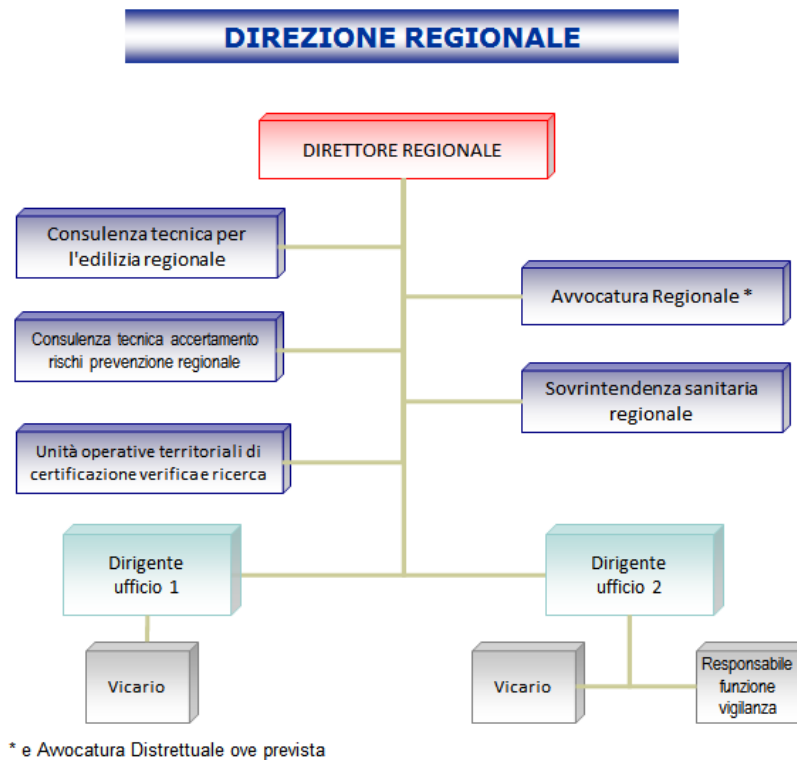 DIREZIONE REGIONALE
DIRETTORE REGIONALE
Consulenza tecnica per
l'edilizia regionale
Avvocatura Regionale *
Consulenza tecnica accertamento
rischi prevenzione regionale
Sovrintendenza sanitaria
regionale
Unità operative territoriali di
certificazione verifica e ricerca
Dirigente
ufficio 1
Dirigente
ufficio 2
Vicario
Vicario
Responsabile
funzione
vigilanza
* e Avvocatura Distrettuale ove prevista